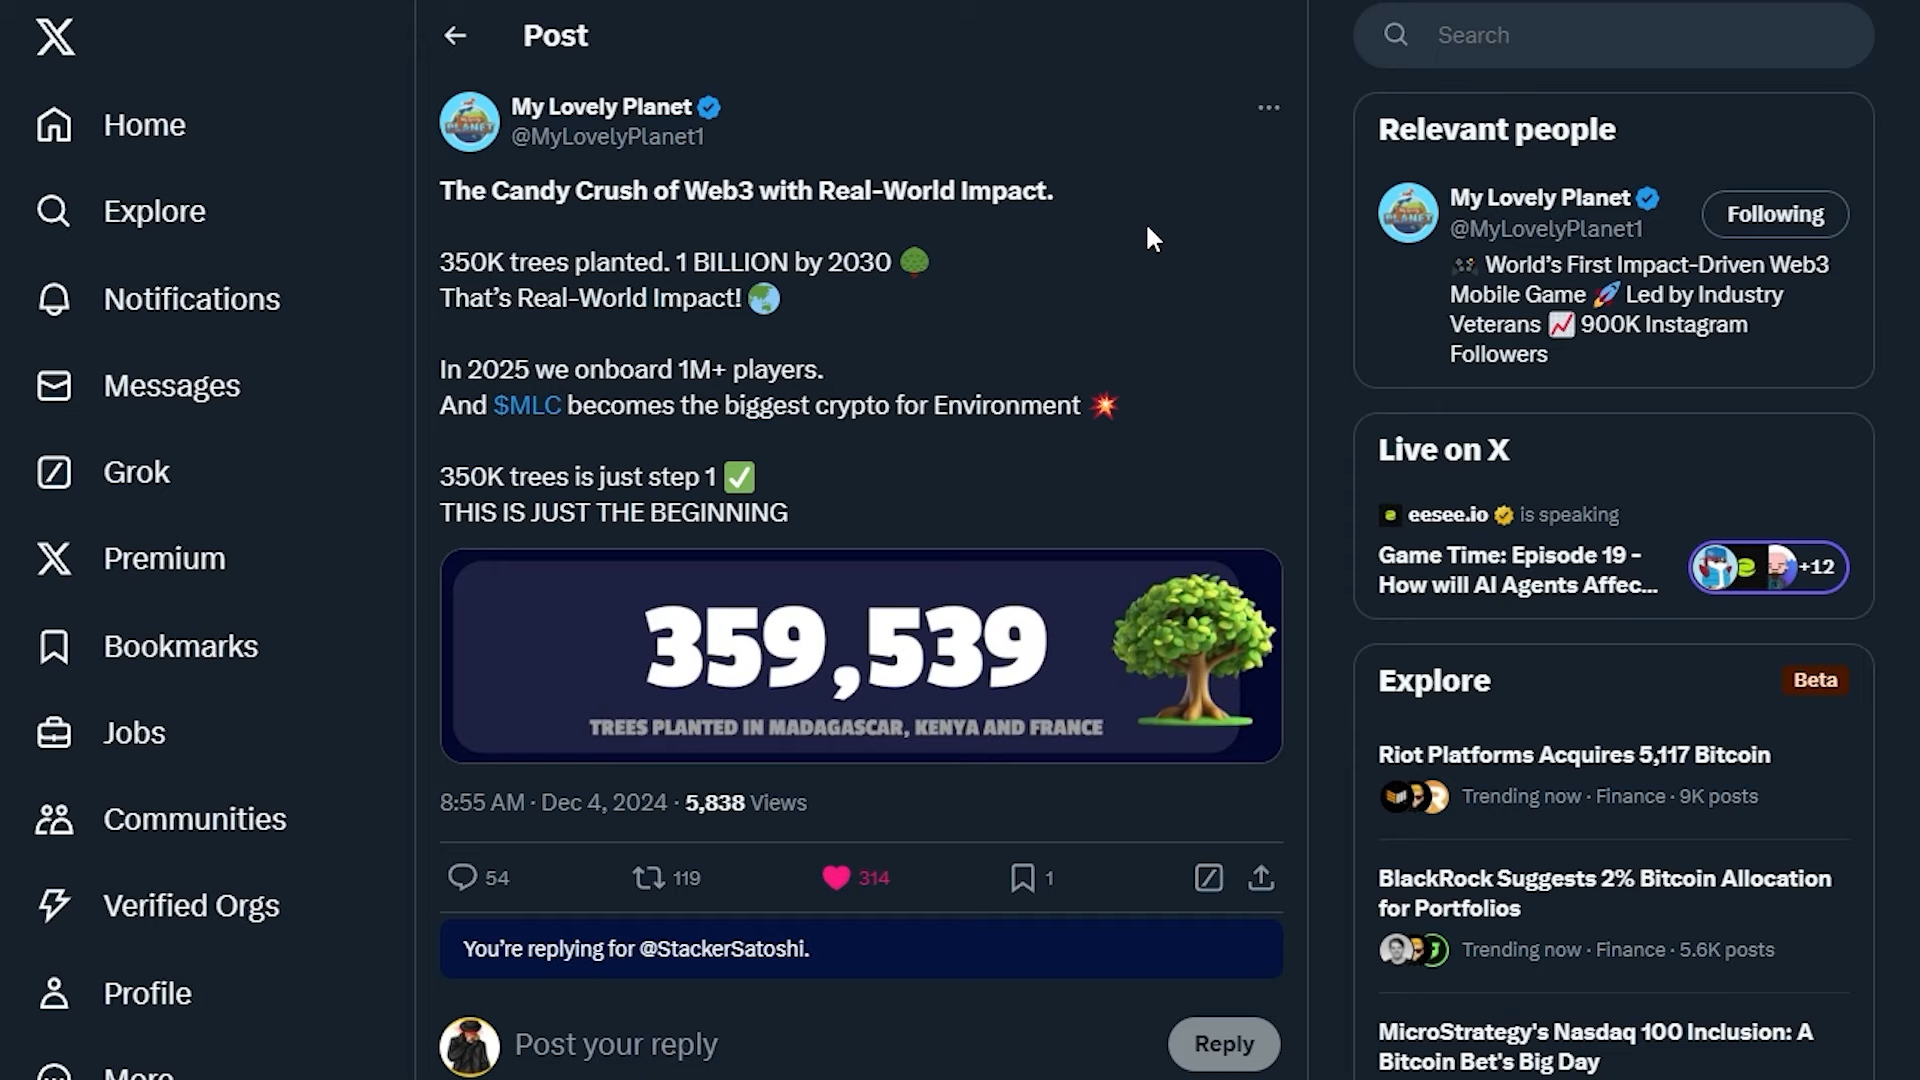 Home
Explore
Notifications
Messages
Grok
Premium
Bookmarks
Jobs
Communities
Verified Orgs
Profile
More
Post
My Lovely Planet
@MyLovelyPlanet1
The Candy Crush of Web3 with Real-World Impact.
350K trees planted. 1 BILLION by 2030
That’s Real-World Impact!
In 2025 we onboard 1M+ players.
And $MLC becomes the biggest crypto for Environment
350K trees is just step 1
THIS IS JUST THE BEGINNING
359,539
TREES PLANTED IN MADAGASCAR, KENYA AND FRANCE
8:55 AM · Dec 4, 2024 · 5,838 Views
54 119 314 1
You’re replying for @StackerSatoshi.
Post your reply
Reply
Search
Relevant people
My Lovely Planet
@MyLovelyPlanet1
Following
World’s First Impact-Driven Web3
Mobile Game Led by Industry
Veterans 900K Instagram
Followers
Live on X
eesee.io is speaking
Game Time: Episode 19 -
How will AI Agents Affec...
+12
Explore
Beta
Riot Platforms Acquires 5,117 Bitcoin
Trending now · Finance · 9K posts
BlackRock Suggests 2% Bitcoin Allocation
for Portfolios
Trending now · Finance · 5.6K posts
MicroStrategy's Nasdaq 100 Inclusion: A
Bitcoin Bet's Big Day